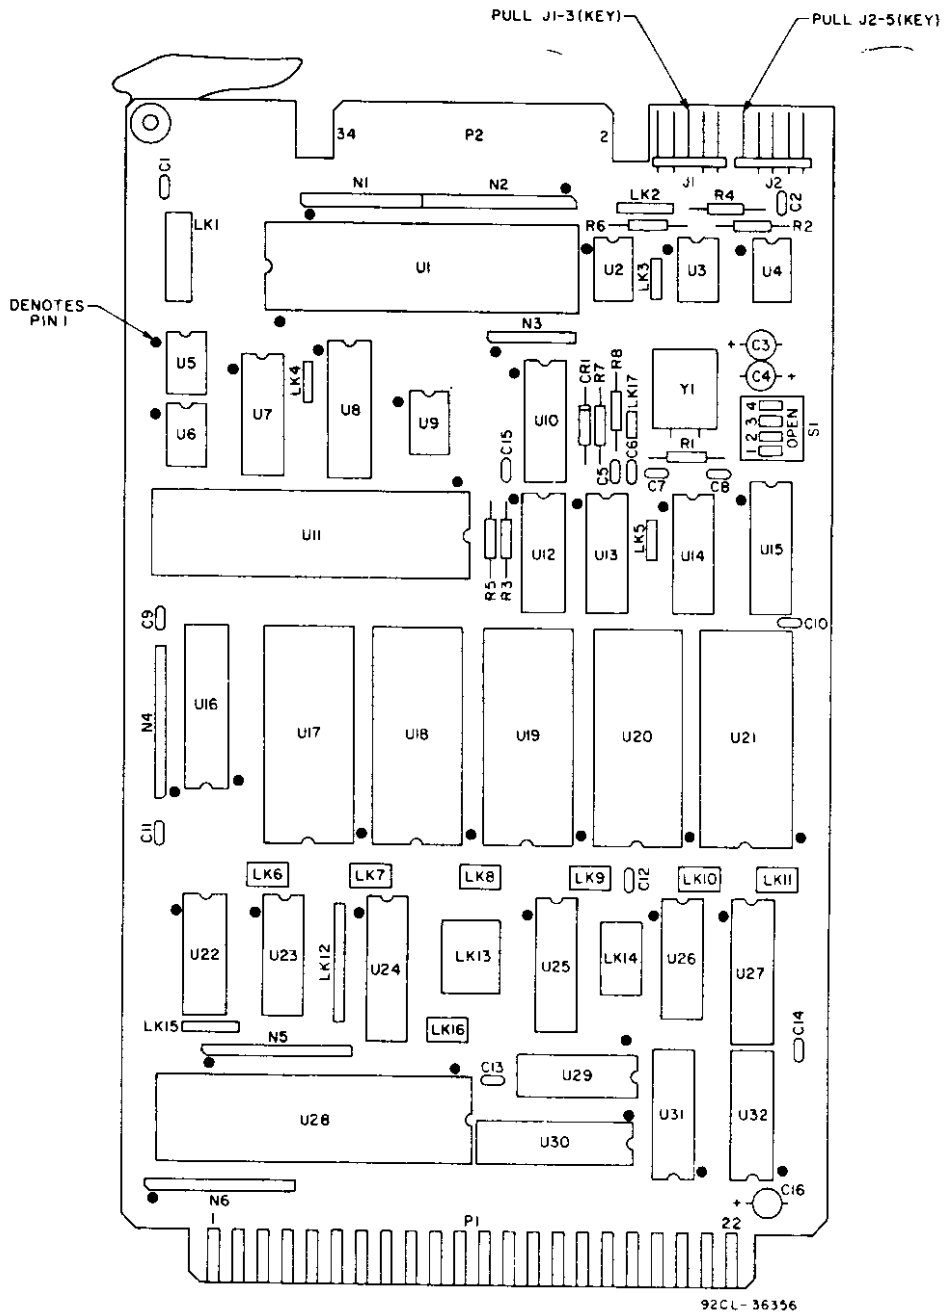 PULL J1-3(KEY)
PULL J2-5(KEY)
34
P2
2
C1
N1
N2
J1
J2
LK1
LK2
R4
C2
R6
R2
U1
U2
LK3
U3
U4
DENOTES
PIN 1
N3
C3
U5
LK4
CR1
R7
R8
LK17
Y1
C4
U6
U7
U8
U9
U10
1 2 3 4
OPEN
S1
C15
R1
C5
C6
C7
C8
U11
R5
R3
U12
U13
LK5
U14
U15
C9
C10
N4
U16
U17
U18
U19
U20
U21
C11
LK6
LK7
LK8
LK9
C12
LK10
LK11
U22
U23
LK12
U24
LK13
U25
LK14
U26
U27
LK15
N5
LK16
C14
C13
U29
U28
U30
U31
U32
N6
C16
1
P1
22
92CL-36356